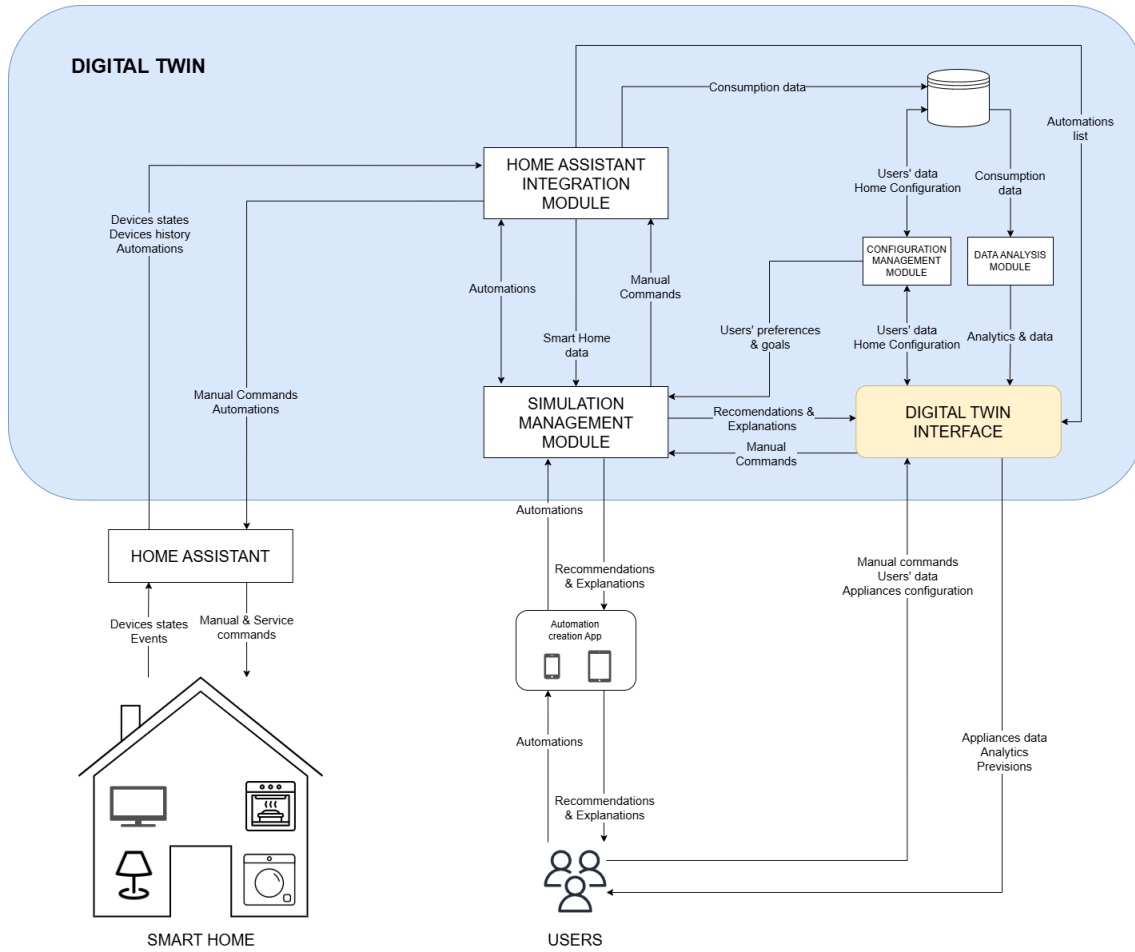 DIGITAL TWIN
Consumption data
Automations
list
HOME ASSISTANT
INTEGRATION
MODULE
Users' data
Home Configuration
Consumption
data
Devices states
Devices history
Automations
CONFIGURATION
MANAGEMENT
MODULE
DATA ANALYSIS
MODULE
Automations
Manual
Commands
Smart Home
data
Users' preferences
& goals
Users' data
Home Configuration
Analytics & data
Manual Commands
Automations
SIMULATION
MANAGEMENT
MODULE
Recomendations &
Explanations
Manual
Commands
DIGITAL TWIN
INTERFACE
Automations
HOME ASSISTANT
Recommendations
& Explanations
Manual commands
Users' data
Appliances configuration
Devices states
Events
Manual & Service
commands
Automation
creation App
Automations
Appliances data
Analytics
Previsions
Recommendations
& Explanations
SMART HOME
USERS